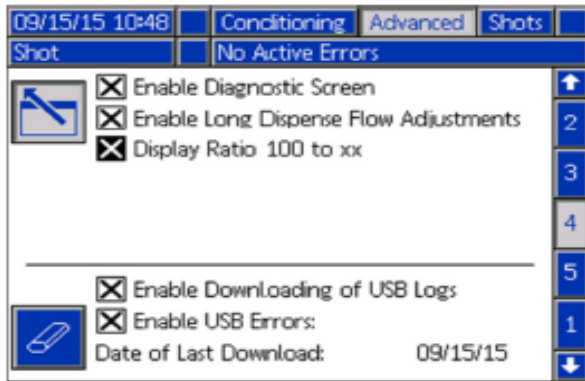 09/15/15 10:48 Conditioning Advanced Shots
Shot No Active Errors
Enable Diagnostic Screen
Enable Long Dispense Flow Adjustments
Display Ratio 100 to xx
2
3
4
5
1
Enable Downloading of USB Logs
Enable USB Errors:
Date of Last Download: 09/15/15